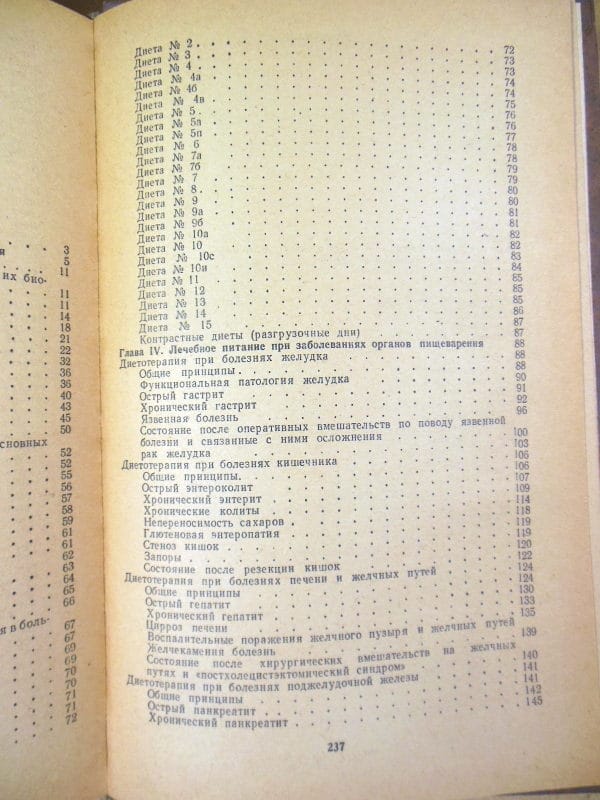 и . . . . 3
. . . . 5
. . . . 11
их био-
. . . . 11
. . . . 11
. . . . 14
. . . . 18
. . . . 21
. . . . 22
. . . . 32
. . . . 36
. . . . 36
. . . . 40
. . . . 43
. . . . 45
. . . . 50
сновных
. . . . 52
. . . . 52
. . . . 55
. . . . 56
. . . . 57
. . . . 58
. . . . 59
. . . . 61
. . . . 61
. . . . 62
. . . . 63
. . . . 64
. . . . 65
. . . . 66
я в боль-
. . . . 67
. . . . 67
. . . . 69
. . . . 69
. . . . 70
. . . . 70
. . . . 71
. . . . 71
. . . . 72
Диета № 2 . . . . 72
Диета № 3 . . . . 73
Диета № 4 . . . . 73
Диета № 4а . . . . 74
Диета № 4б . . . . 74
Диета № 4в . . . . 75
Диета № 5 . . . . 76
Диета № 5а . . . . 76
Диета № 5п . . . . 77
Диета № 6 . . . . 78
Диета № 7а . . . . 78
Диета № 7б . . . . 79
Диета № 7 . . . . 79
Диета № 8 . . . . 80
Диета № 9 . . . . 80
Диета № 9а . . . . 81
Диета № 9б . . . . 81
Диета № 10а . . . . 82
Диета № 10 . . . . 82
Диета № 10с . . . . 83
Диета № 10и . . . . 84
Диета № 11 . . . . 85
Диета № 12 . . . . 85
Диета № 13 . . . . 85
Диета № 14 . . . . 86
Диета № 15 . . . . 87
Контрастные диеты (разгрузочные дни) . . . . 87
Глава IV. Лечебное питание при заболеваниях органов пищеварения 88
Диетотерапия при болезнях желудка . . . . 88
Общие принципы . . . . 88
Функциональная патология желудка . . . . 90
Острый гастрит . . . . 91
Хронический гастрит . . . . 92
Язвенная болезнь . . . . 96
Состояние после оперативных вмешательств по поводу язвенной
болезни и связанные с ними осложнения . . . . 100
рак желудка . . . . 103
Диетотерапия при болезнях кишечника . . . . 106
Общие принципы . . . . 106
Острый энтероколит . . . . 107
Хронический энтерит . . . . 109
Хронические колиты . . . . 114
Непереносимость сахаров . . . . 118
Глютеновая энтеропатия . . . . 119
Стеноз кишок . . . . 119
Запоры . . . . 120
Состояние после резекции кишок . . . . 122
Диетотерапия при болезнях печени и желчных путей . . . . 124
Общие принципы . . . . 124
Острый гепатит . . . . 130
Хронический гепатит . . . . 133
Цирроз печени . . . . 135
Воспалительные поражения желчного пузыря и желчных путей
Желчекаменная болезнь . . . . 139
Состояние после хирургических вмешательств на желчных
путях и «постхолецистэктомический синдром» . . . . 140
Диетотерапия при болезнях поджелудочной железы . . . . 141
Общие принципы . . . . 141
Острый панкреатит . . . . 142
Хронический панкреатит . . . . 145
237